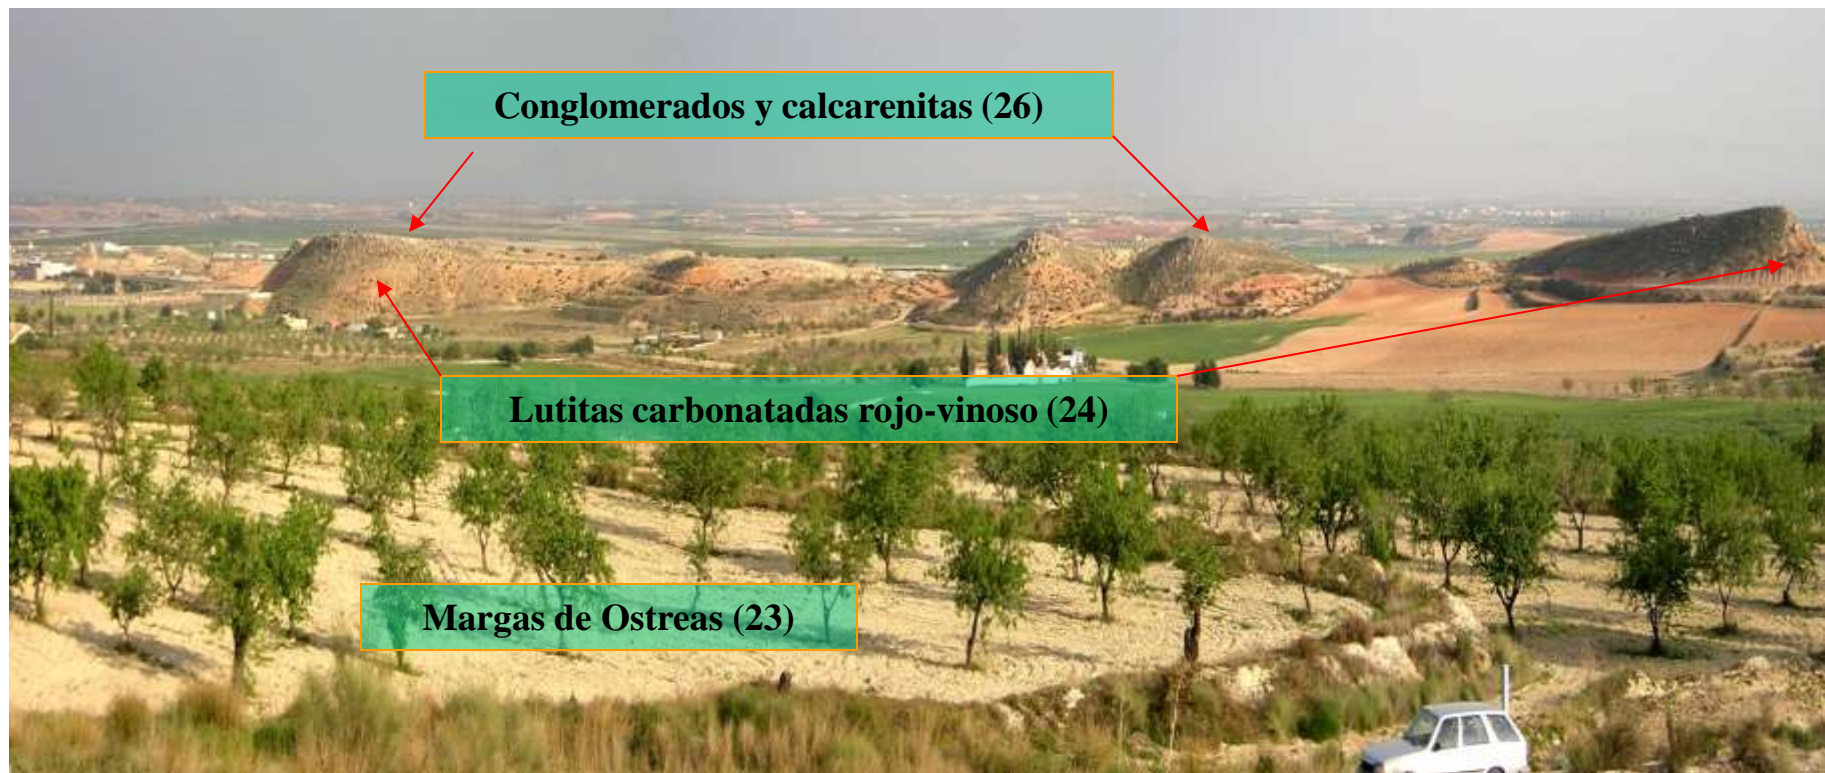 Conglomerados y calcarenitas (26)
Lutitas carbonatadas rojo-vinoso (24)
Margas de Ostreas (23)